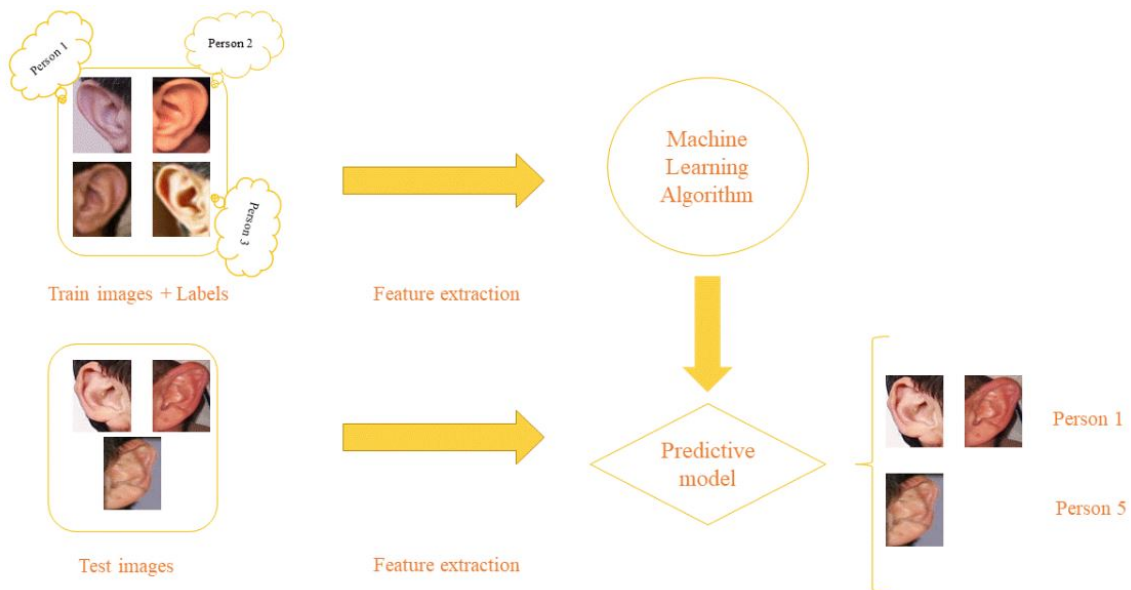 Person 1
Person 2
Person 3
Machine
Learning
Algorithm
Train images + Labels
Feature extraction
Predictive
model
Person 1
Person 5
Test images
Feature extraction